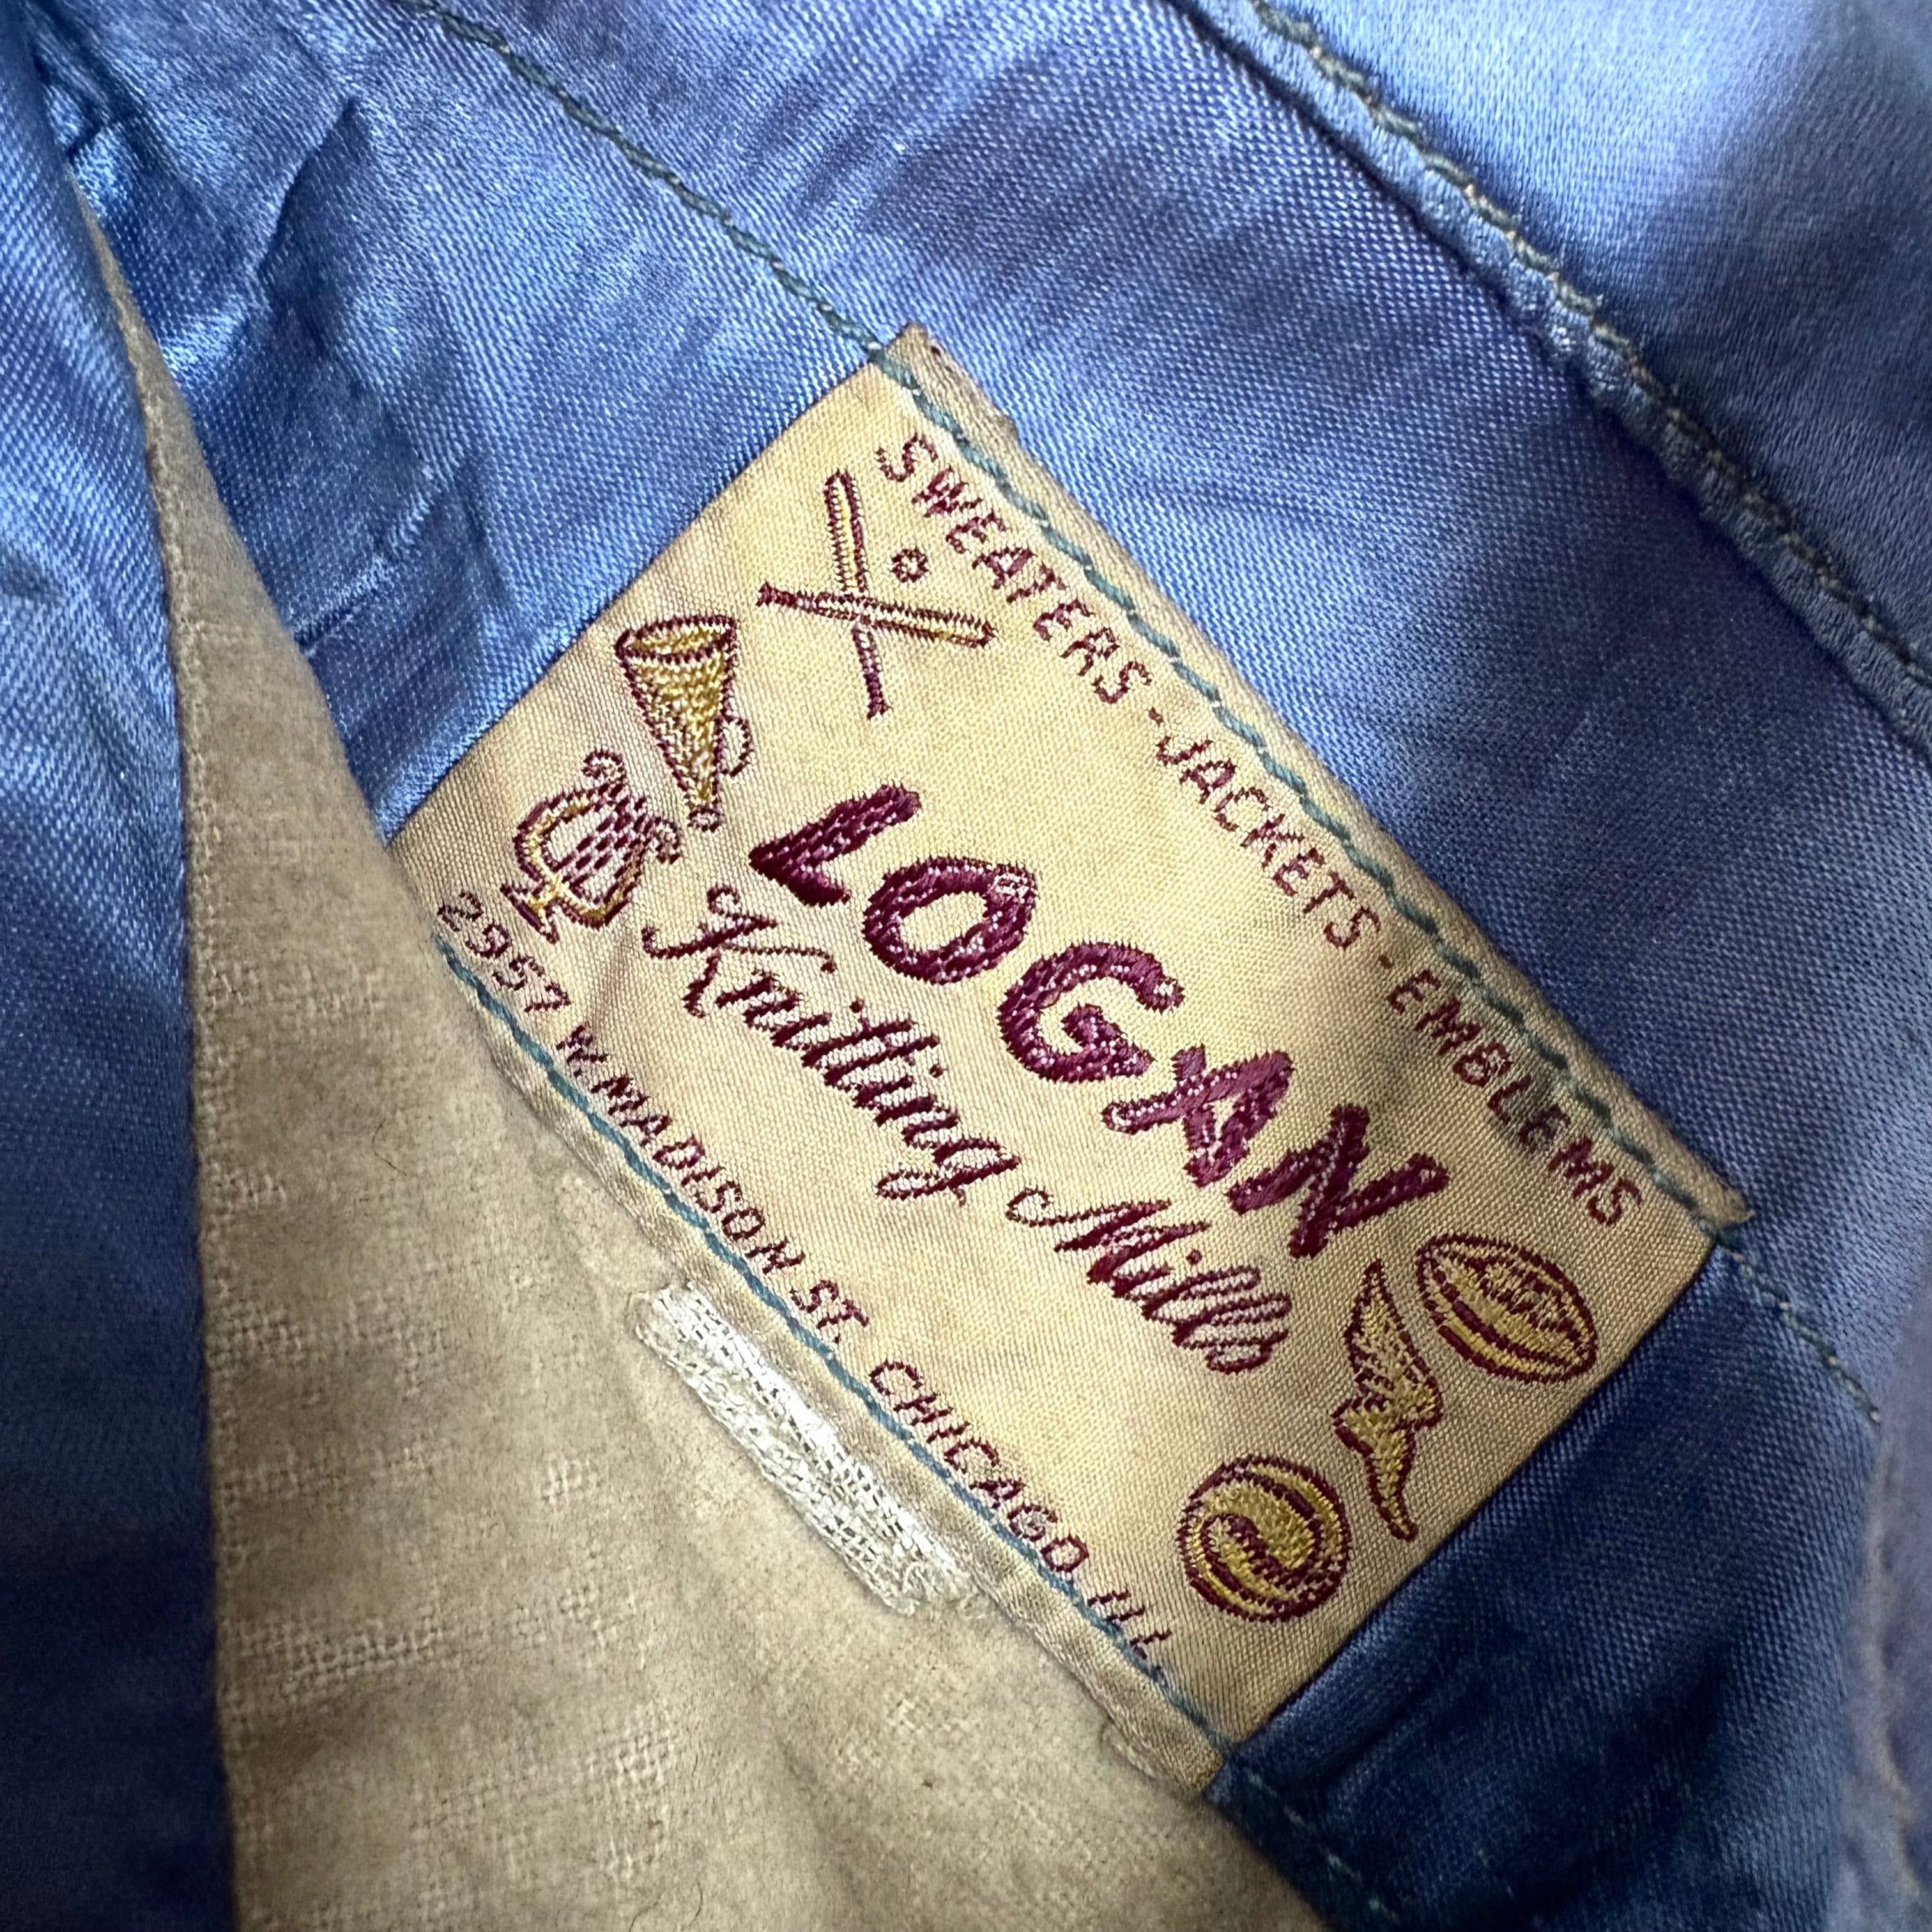 SWEATERS-JACKETS-EMBLEMS
LOGAN
Knitting Mills
2957 W. MADISON ST. CHICAGO, ILL.